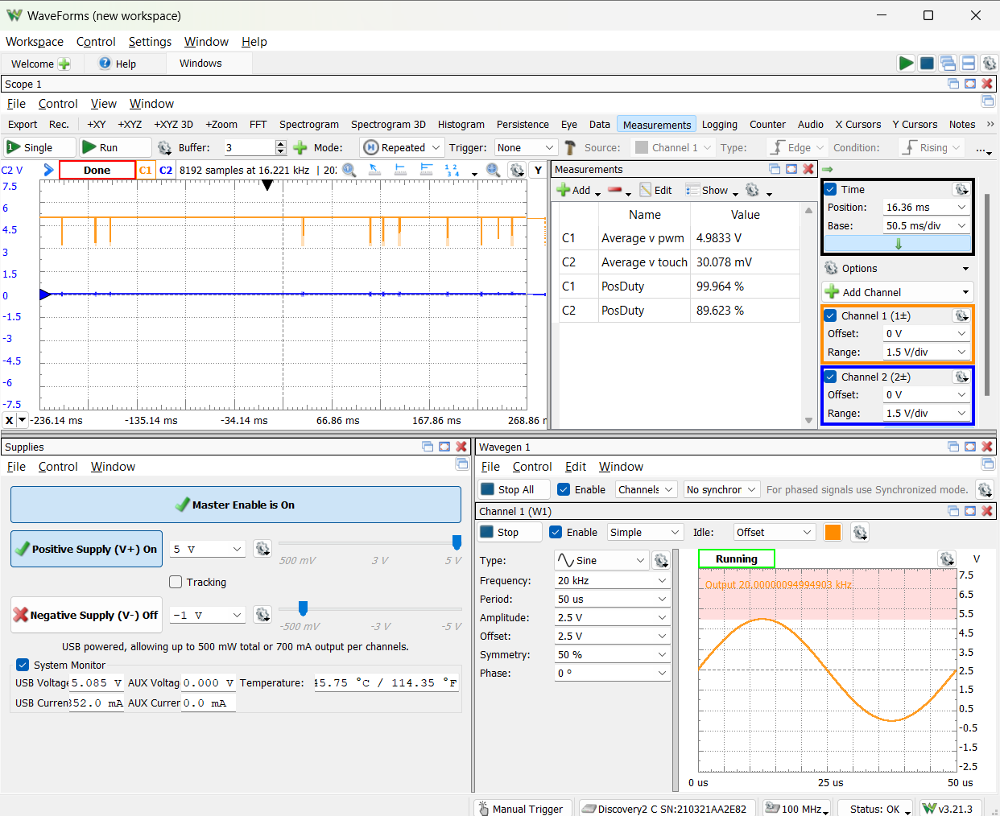 WaveForms (new workspace)
Workspace Control Settings Window Help
Welcome Help Windows
Scope 1
File Control View Window
Export Rec. +XY +XYZ +XYZ 3D +Zoom FFT Spectrogram Spectrogram 3D Histogram Persistence Eye Data Measurements Logging Counter Audio X Cursors Y Cursors Notes »
Single Run Buffer: 3 Mode: Repeated Trigger: None Source: Channel 1 Type: Edge Condition: Rising ...
C2 V Done C1 C2 8192 samples at 16.221 kHz | 202 Y
7.5
6
4.5
3
1.5
0
-1.5
-3
-4.5
-6
-7.5
X -236.14 ms -135.14 ms -34.14 ms 66.86 ms 167.86 ms 268.86 m
Measurements
Add Edit Show
Name Value
C1 Average v pwm 4.9833 V
C2 Average v touch 30.078 mV
C1 PosDuty 99.964 %
C2 PosDuty 89.623 %
Time
Position: 16.36 ms
Base: 50.5 ms/div
Options
Add Channel
Channel 1 (1±)
Offset: 0 V
Range: 1.5 V/div
Channel 2 (2±)
Offset: 0 V
Range: 1.5 V/div
Supplies
File Control Window
Master Enable is On
Positive Supply (V+) On 5 V 500 mV 3 V 5 V
Tracking
Negative Supply (V-) Off -1 V -500 mV -3 V -5 V
USB powered, allowing up to 500 mW total or 700 mA output per channels.
System Monitor
USB Voltage 5.085 V AUX Voltag 0.000 V Temperature: 45.75 °C / 114.35 °F
USB Current 352.0 mA AUX Currer 0.0 mA
Wavegen 1
File Control Edit Window
Stop All Enable Channels No synchror For phased signals use Synchronized mode.
Channel 1 (W1)
Stop Enable Simple Idle: Offset
Type: Sine
Frequency: 20 kHz
Period: 50 us
Amplitude: 2.5 V
Offset: 2.5 V
Symmetry: 50 %
Phase: 0 º
Running V
Output 20.00000094994903 kHz
7.5
6.5
5.5
4.5
3.5
2.5
1.5
0.5
-0.5
-1.5
-2.5
0 us 25 us 50 us
Manual Trigger Discovery2 C SN:210321AA2E82 100 MHz Status: OK v3.21.3